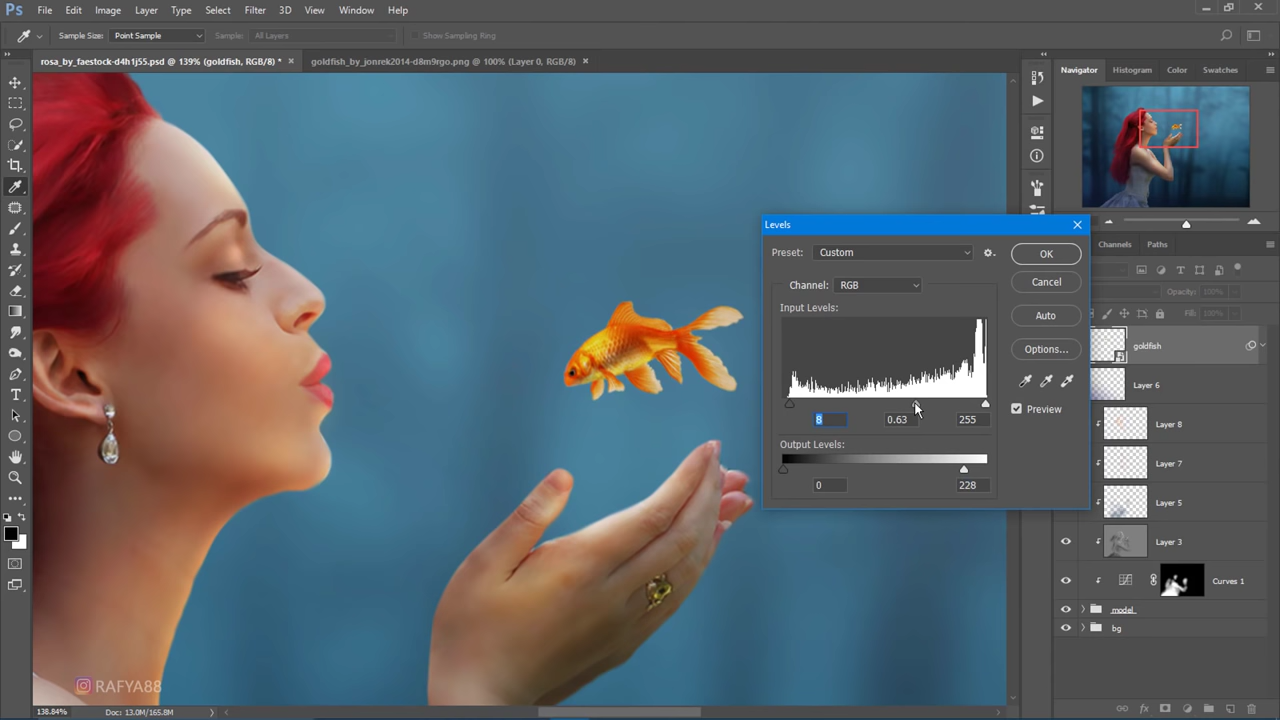 Ps File Edit Image Layer Type Select Filter 3D View Window Help
Sample Size: Point Sample Sample: All Layers Show Sampling Ring
rosa_by_faestock-d4h1j55.psd @ 139% (goldfish, RGB/8) * × goldfish_by_jonrek2014-d8m9rgo.png @ 100% (Layer 0, RGB/8) ×
Navigator Histogram Color Swatches
Levels
Channels Paths
Preset: Custom
OK
Channel: RGB
Cancel
Opacity: 100%
Input Levels:
Auto
Fill: 100%
goldfish
Options...
Layer 6
Preview
8 0.63 255
Layer 8
Output Levels:
Layer 7
0 228
Layer 5
Layer 3
Curves 1
model
bg
RAFYA88
138.84% Doc: 13.0M/165.8M